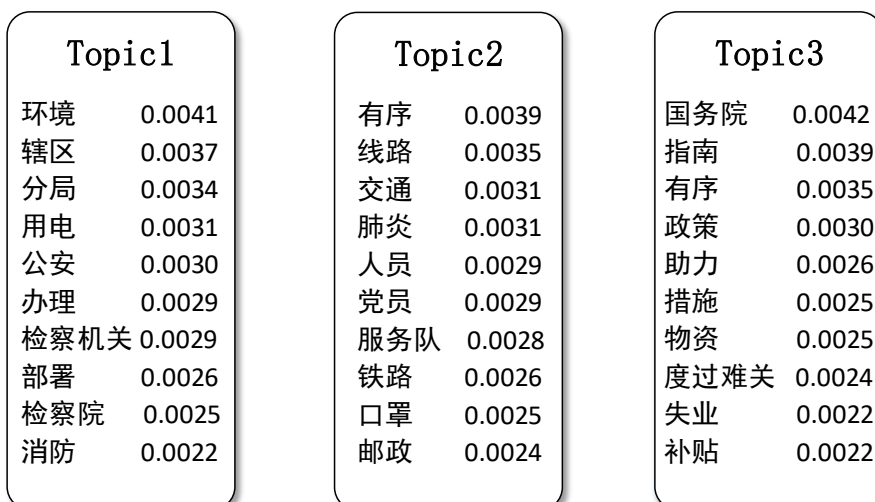 Topic1
环境 0.0041
辖区 0.0037
分局 0.0034
用电 0.0031
公安 0.0030
办理 0.0029
检察机关 0.0029
部署 0.0026
检察院 0.0025
消防 0.0022
Topic2
有序 0.0039
线路 0.0035
交通 0.0031
肺炎 0.0031
人员 0.0029
党员 0.0029
服务队 0.0028
铁路 0.0026
口罩 0.0025
邮政 0.0024
Topic3
国务院 0.0042
指南 0.0039
有序 0.0035
政策 0.0030
助力 0.0026
措施 0.0025
物资 0.0025
度过难关 0.0024
失业 0.0022
补贴 0.0022